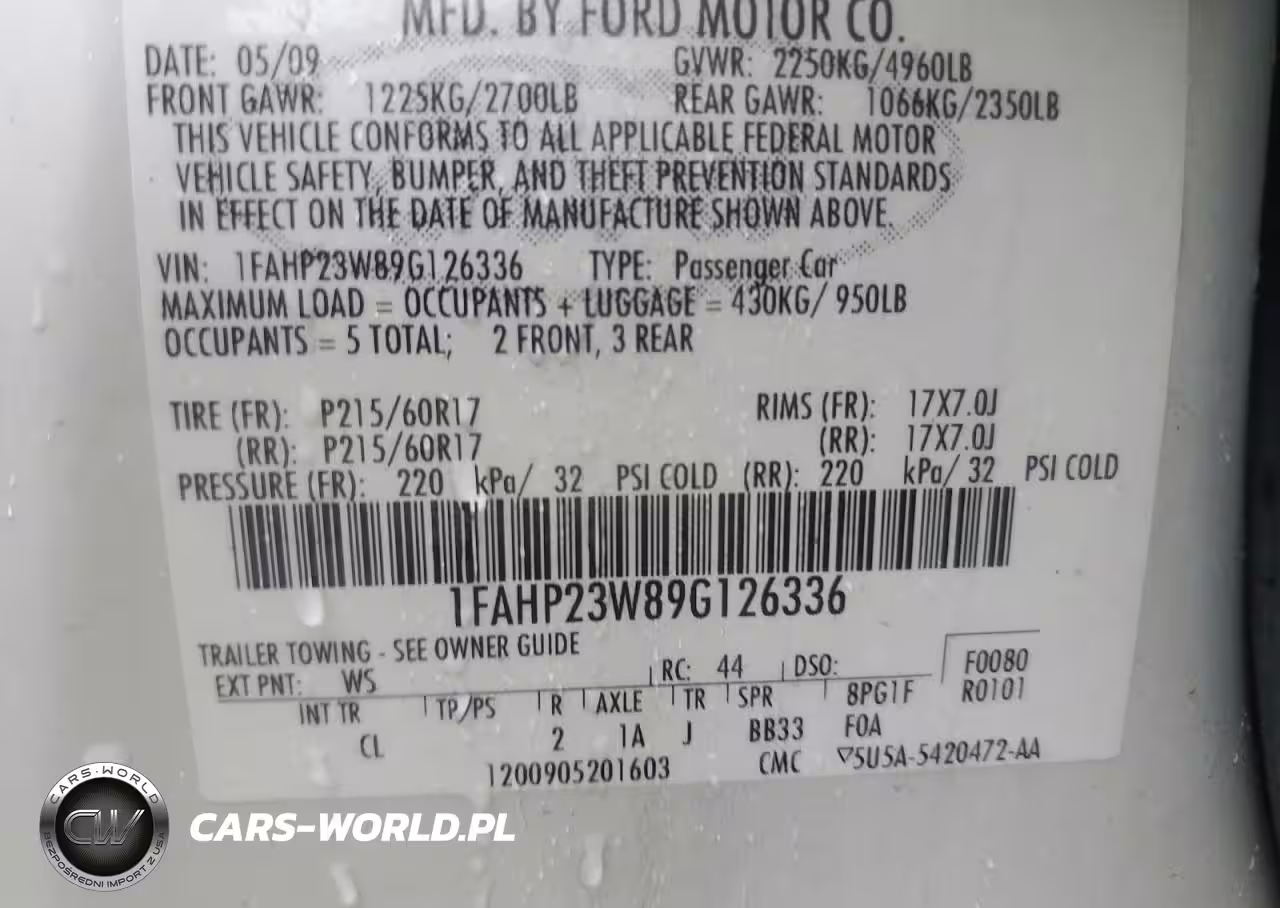 MFD. BY FORD MOTOR CO.
DATE: 05/09 GVWR: 2250KG/4960LB
FRONT GAWR: 1225KG/2700LB REAR GAWR: 1066KG/2350LB
THIS VEHICLE CONFORMS TO ALL APPLICABLE FEDERAL MOTOR
VEHICLE SAFETY, BUMPER, AND THEFT PREVENTION STANDARDS
IN EFFECT ON THE DATE OF MANUFACTURE SHOWN ABOVE.
VIN: 1FAHP23W89G126336 TYPE: Passenger Car
MAXIMUM LOAD = OCCUPANTS + LUGGAGE = 430KG/ 950LB
OCCUPANTS = 5 TOTAL; 2 FRONT, 3 REAR
TIRE (FR): P215/60R17 RIMS (FR): 17X7.0J
(RR): P215/60R17 (RR): 17X7.0J
PRESSURE (FR): 220 kPa/ 32 PSI COLD (RR): 220 kPa/ 32 PSI COLD
1FAHP23W89G126336
TRAILER TOWING - SEE OWNER GUIDE
EXT PNT: WS RC: 44 DSO: F0080
R0101
INT TR TP/PS R AXLE TR SPR 8PG1F
CL 2 1A J BB33 FOA
1200905201603 CMC ▽5U5A-5420472-AA
CARS-WORLD
CW
BEZPOŚREDNI IMPORT Z USA
CARS-WORLD.PL